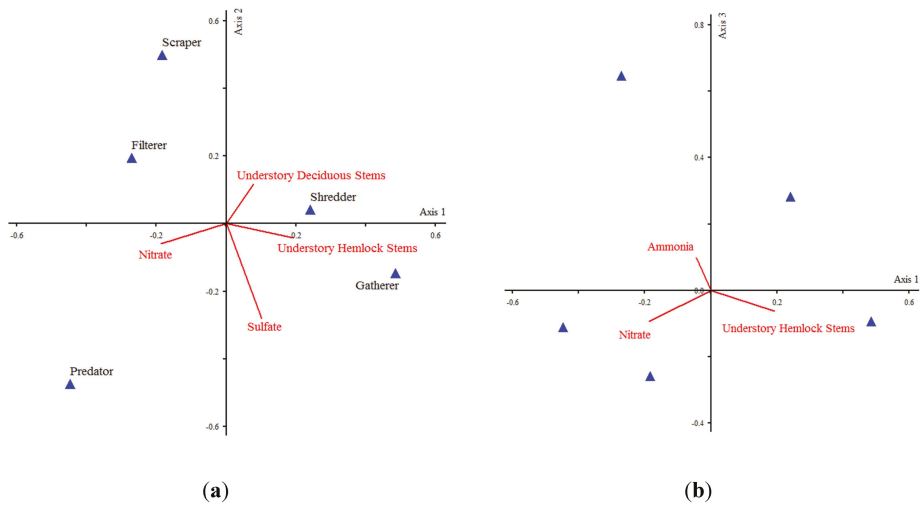 0.6
Axis 2
Scraper
Filterer
0.2
Understory Deciduous Stems
Shredder
Axis 1
-0.6
-0.2
0.2
0.6
Nitrate
Understory Hemlock Stems
-0.2
Gatherer
Sulfate
Predator
-0.6
(a)
0.8
Axis 3
0.4
Ammonia
Axis 1
0.0
-0.6
-0.2
0.2
0.6
Nitrate
Understory Hemlock Stems
-0.4
(b)